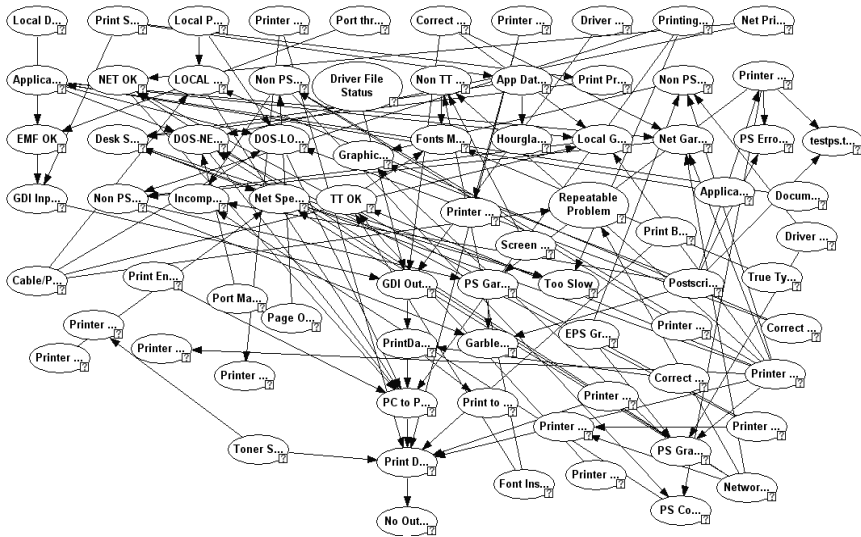 Local D...
Print S...
Local P...
Printer ...
Port thr...
Correct ...
Printer ...
Driver ...
Printing...
Net Pri...
Applica...
NET OK
LOCAL ...
Non PS...
Driver File
Status
Non TT ...
App Dat...
Print Pr...
Non PS...
Printer ...
EMF OK
Desk S...
DOS-NE...
DOS-LO...
Graphic...
Fonts M...
Hourgla...
Local G...
Net Gar...
PS Erro...
testps.t...
GDI Inp...
Non PS...
Incomp...
Net Spe...
TT OK
Printer ...
Repeatable
Problem
Applica...
Docum...
Screen ...
Print B...
Driver ...
Cable/P...
Print En...
Port Ma...
Page O...
GDI Out...
PS Gar...
Too Slow
Postscri...
True Ty...
Printer ...
Printer ...
Printer ...
Printer ...
PrintDa...
Garble...
EPS Gr...
Printer ...
Correct ...
PC to P...
Print to ...
Printer ...
Correct ...
Printer ...
Toner S...
Print D...
Printer ...
Printer ...
PS Gra...
Font Ins...
Printer ...
Networ...
No Out...
PS Co...